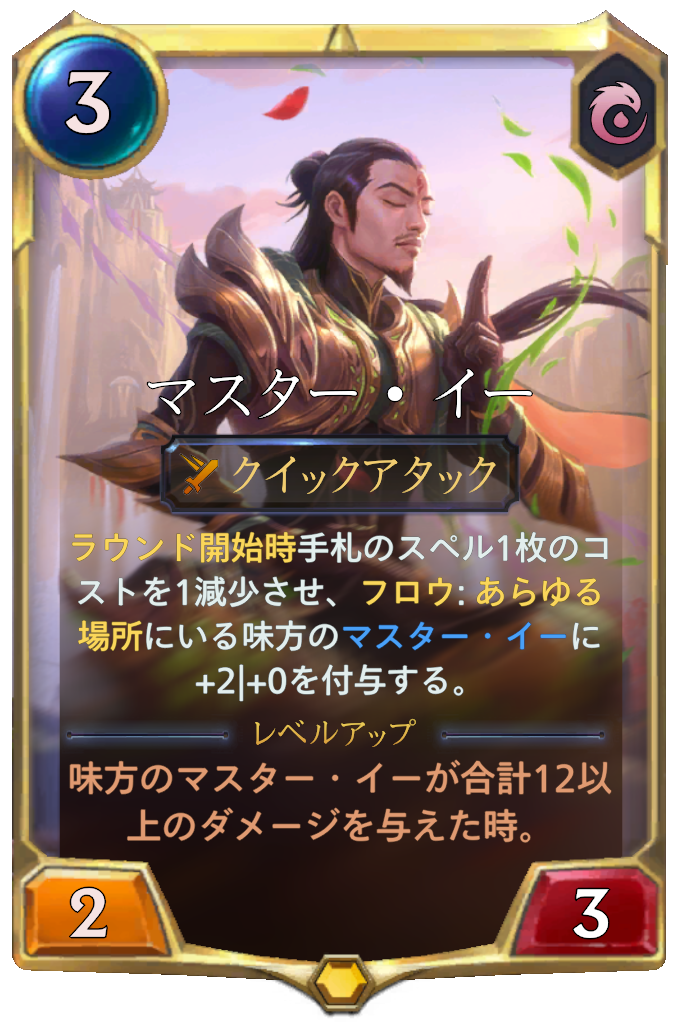 3
マスター・イー
クイックアタック
ラウンド開始時手札のスペル1枚のコ
ストを1減少させ、フロウ: あらゆる
場所にいる味方のマスター・イーに
+2|+0を付与する。
レベルアップ
味方のマスター・イーが合計12以
上のダメージを与えた時。
2
3